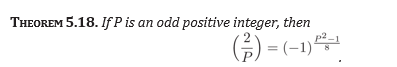 THEOREM 5.18. If P is an odd positive integer, then
(2/P) = (−1)^((P²−1)/8).